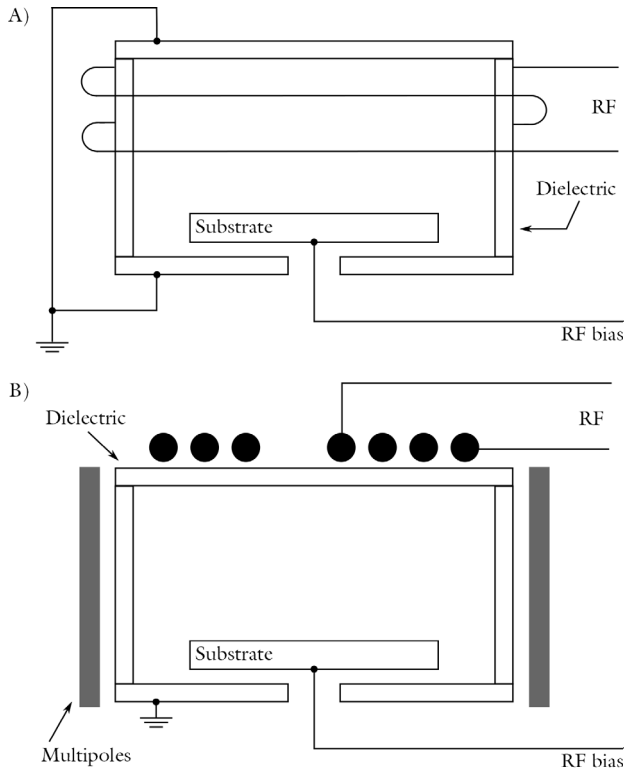 A)
RF
Dielectric
Substrate
RF bias
B)
Dielectric
RF
Substrate
Multipoles
RF bias